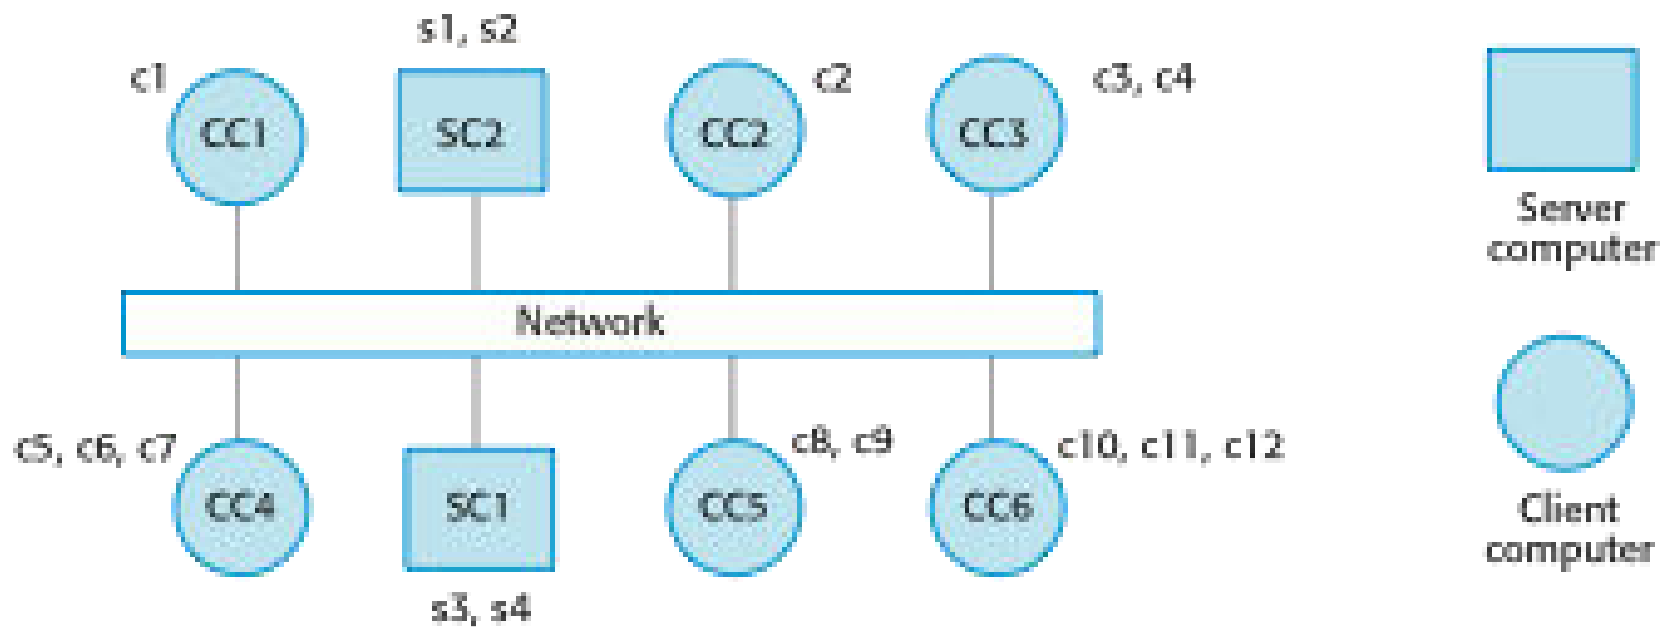 s1, s2
c1
CC1
SC2
CC2
c2
CC3
c3, c4
Server
computer
Network
c5, c6, c7
CC4
SC1
CC5
c8, c9
CC6
c10, c11, c12
s3, s4
Client
computer